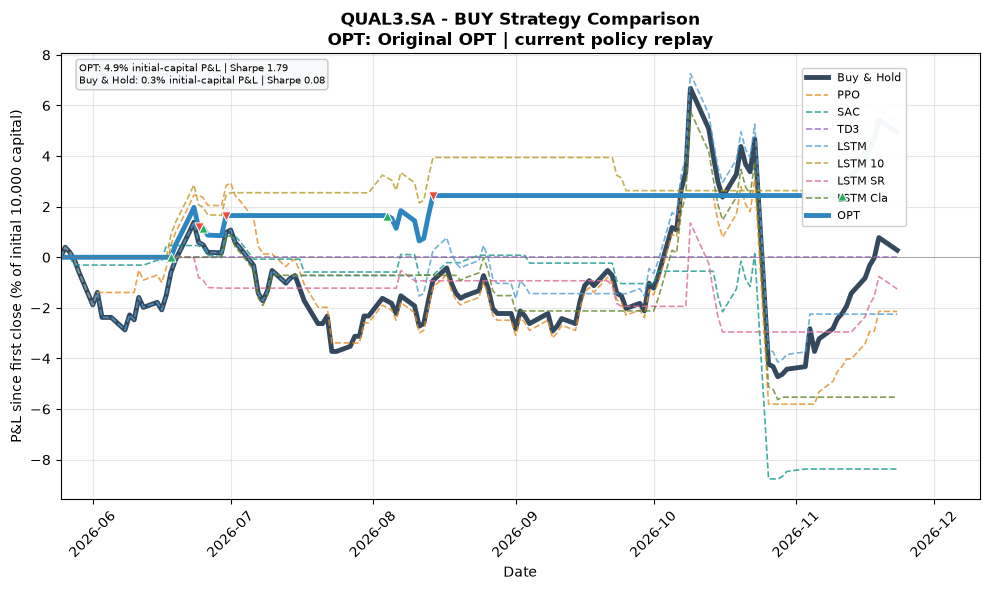 QUAL3.SA - BUY Strategy Comparison
OPT: Original OPT | current policy replay
OPT: 4.9% initial-capital P&L | Sharpe 1.79
Buy & Hold: 0.3% initial-capital P&L | Sharpe 0.08
Buy & Hold
PPO
SAC
TD3
LSTM
LSTM 10
LSTM SR
LSTM Cla
OPT
P&L since first close (% of initial 10,000 capital)
8
6
4
2
0
−2
−4
−6
−8
2026-06
2026-07
2026-08
2026-09
2026-10
2026-11
2026-12
Date